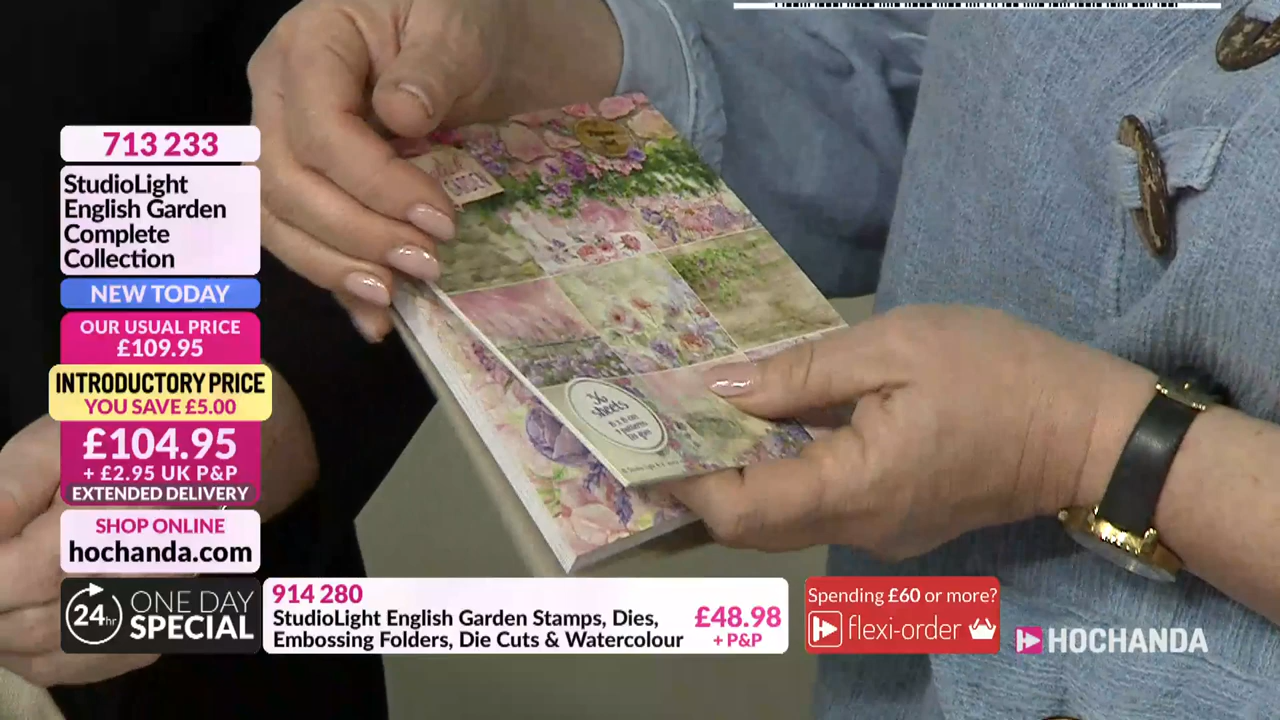 713 233
StudioLight
English Garden
Complete
Collection
NEW TODAY
OUR USUAL PRICE
£109.95
INTRODUCTORY PRICE
YOU SAVE £5.00
£104.95
+ £2.95 UK P&P
EXTENDED DELIVERY
SHOP ONLINE
hochanda.com
24hr
ONE DAY
SPECIAL
914 280
StudioLight English Garden Stamps, Dies,
Embossing Folders, Die Cuts & Watercolour
£48.98
+ P&P
Spending £60 or more?
flexi-order
HOCHANDA
36
sheets